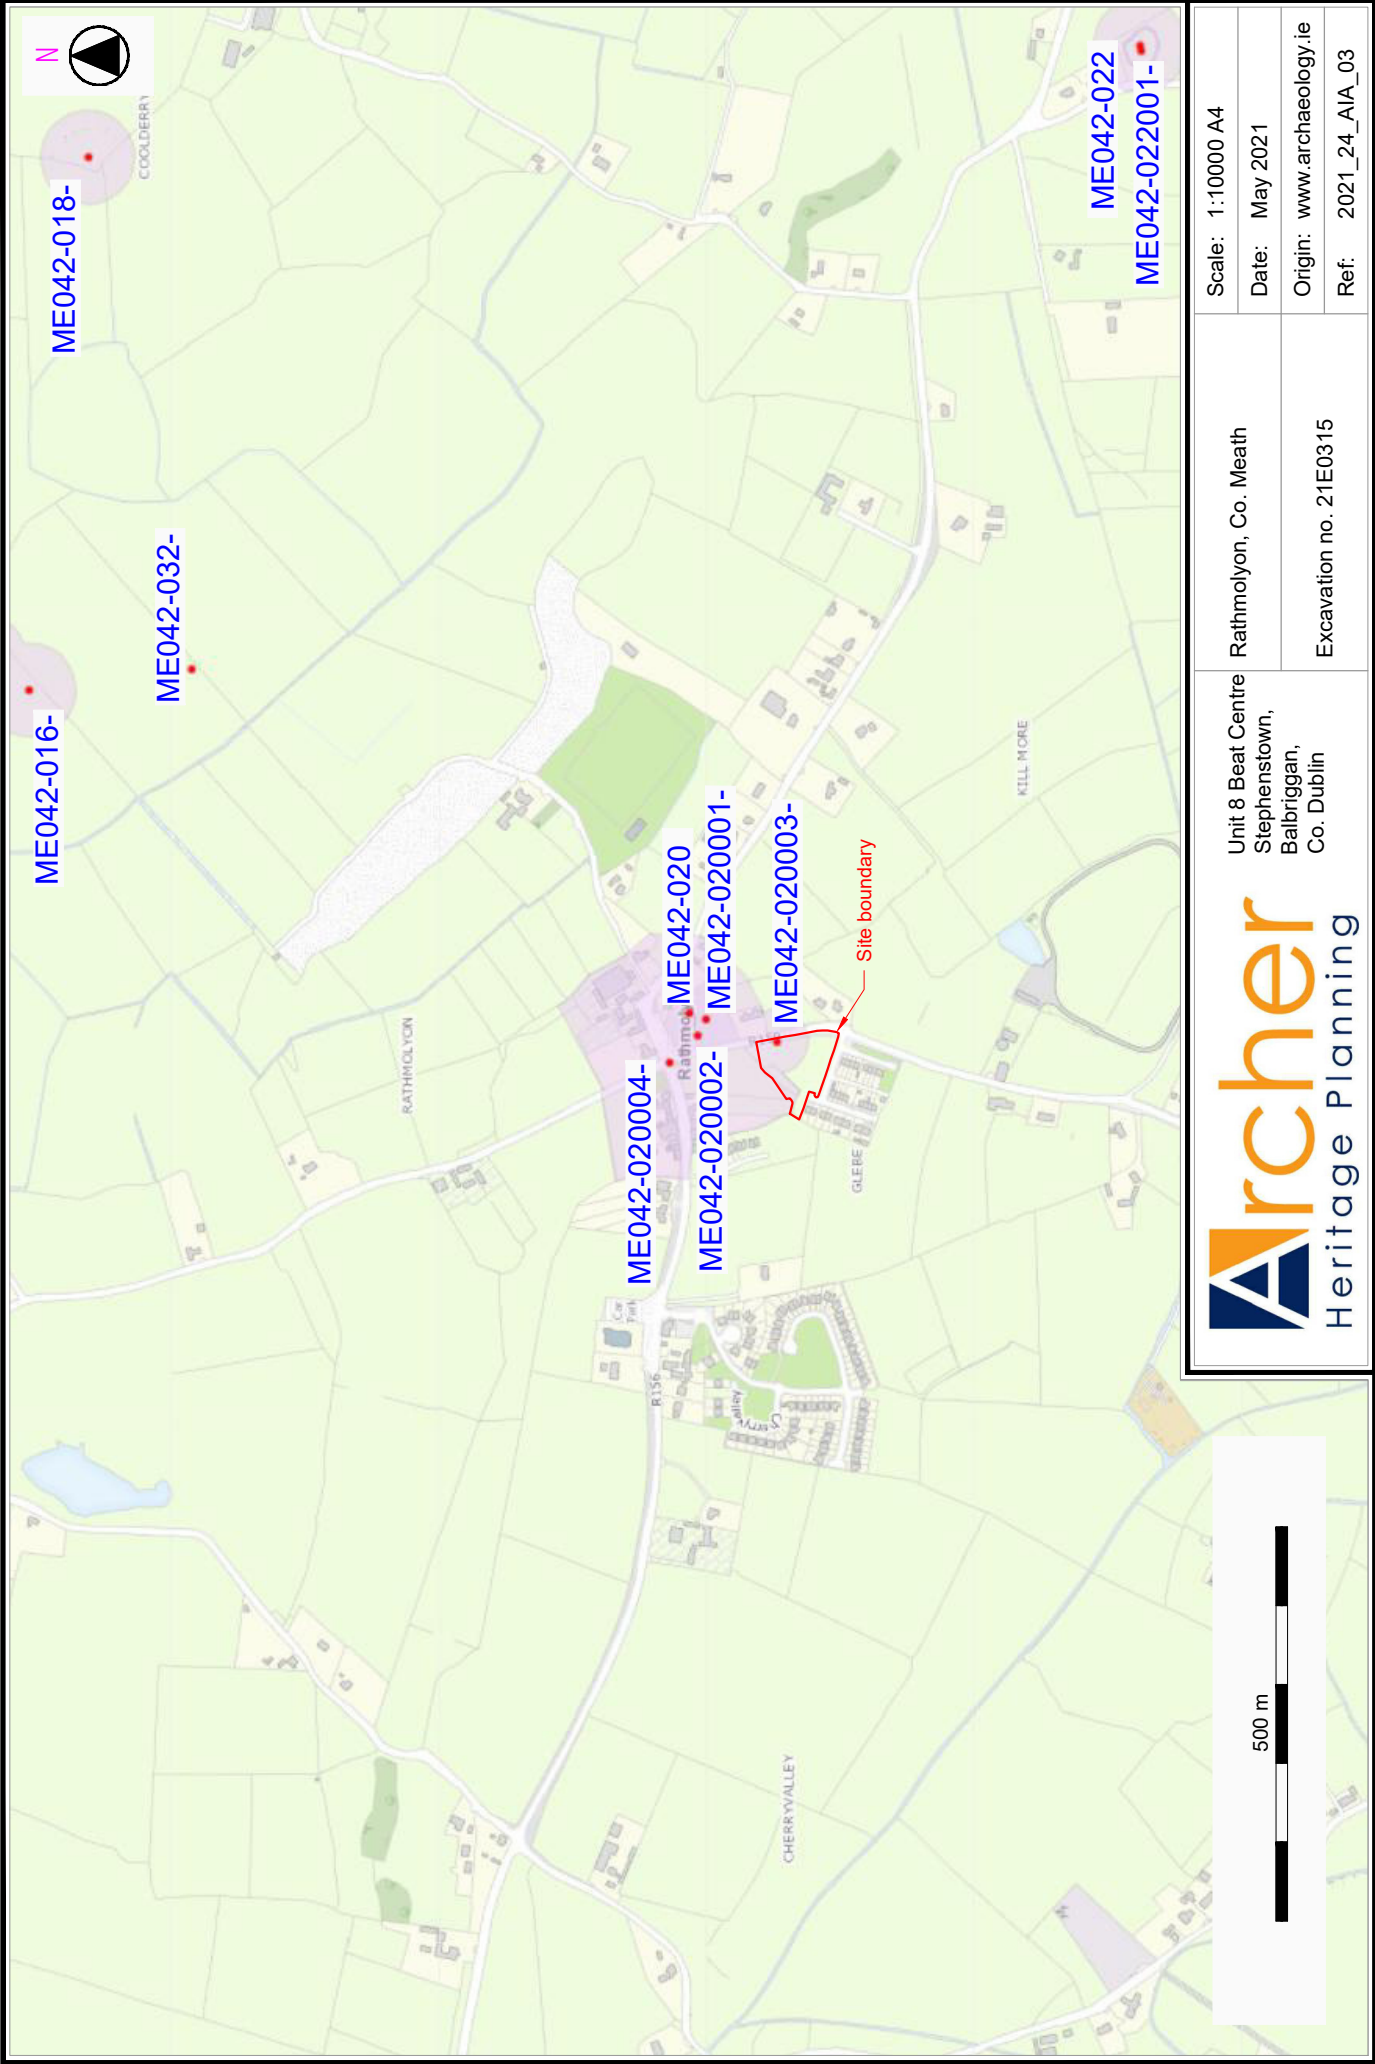 N
COOLDERRY
ME042-018-
ME042-016-
ME042-032-
ME042-022
ME042-022001-
RATHMOLYON
ME042-020
Rathmol
ME042-020001-
ME042-020004-
ME042-020002-
ME042-020003-
Site boundary
KILL MORE
GLEBE
Car
Park
R156
CHERRYVALLEY
500 m
Archer
Heritage Planning
Unit 8 Beat Centre
Stephenstown,
Balbriggan,
Co. Dublin
Rathmolyon, Co. Meath
Excavation no. 21E0315
Scale: 1:10000 A4
Date: May 2021
Origin: www.archaeology.ie
Ref: 2021_24_AIA_03